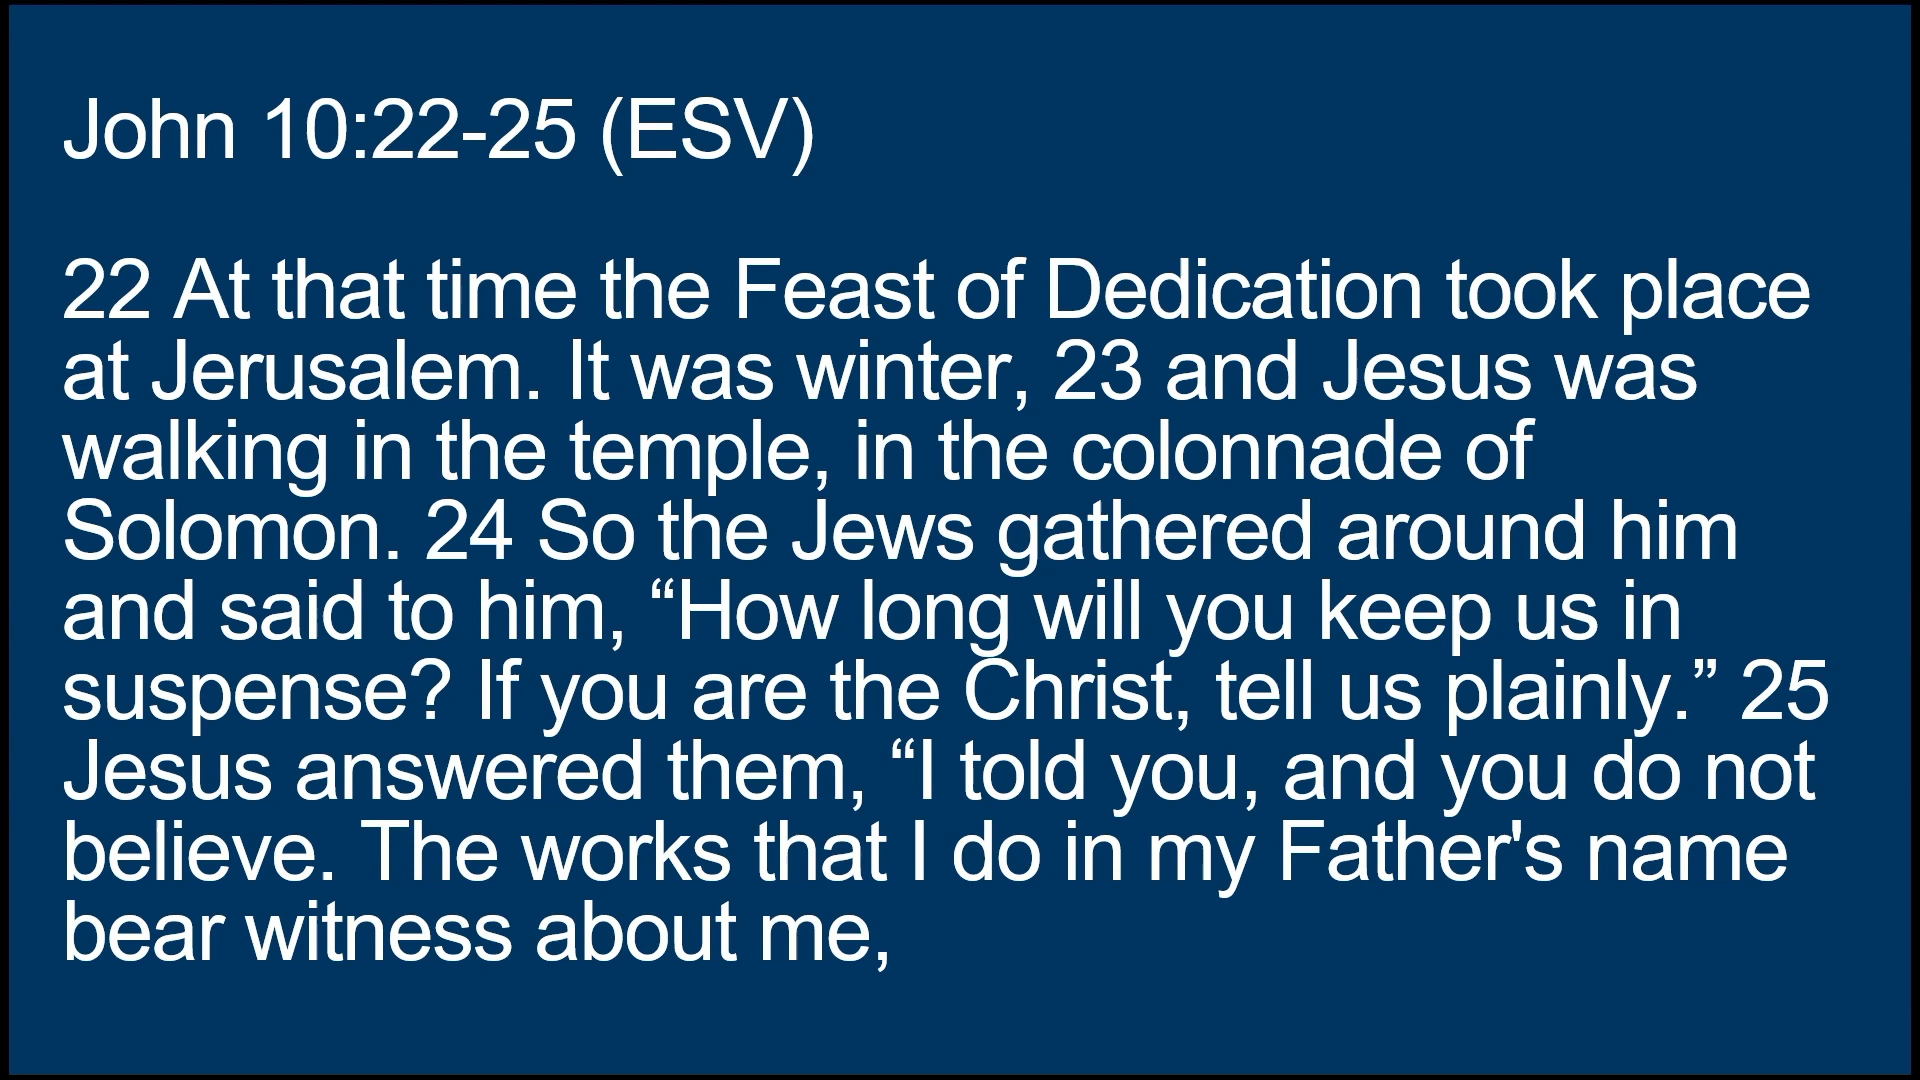 John 10:22-25 (ESV)
22 At that time the Feast of Dedication took place
at Jerusalem. It was winter, 23 and Jesus was
walking in the temple, in the colonnade of
Solomon. 24 So the Jews gathered around him
and said to him, “How long will you keep us in
suspense? If you are the Christ, tell us plainly.” 25
Jesus answered them, “I told you, and you do not
believe. The works that I do in my Father's name
bear witness about me,